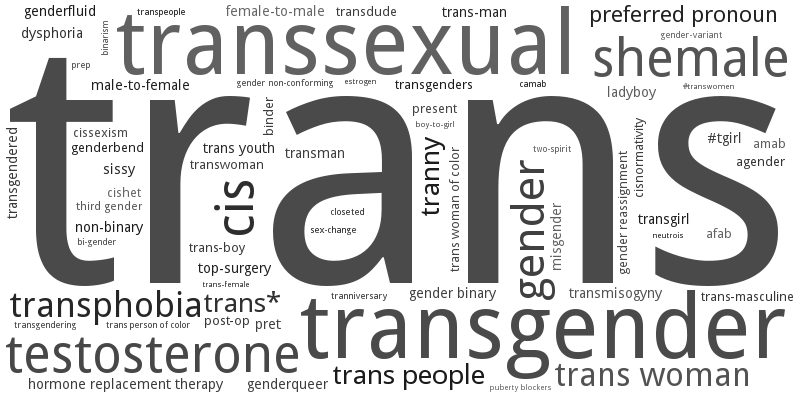 genderfluid
transpeople
female-to-male
transdude
trans-man
preferred pronoun
dysphoria
binarism
transsexual
gender-variant
shemale
prep
male-to-female
gender non-conforming
estrogen
transgenders
camab
#transwomen
ladyboy
trans
binder
present
boy-to-girl
cissexism
genderbend
trans youth
transman
transwoman
sissy
transgendered
tranny
trans woman of color
two-spirit
gender
cisnormativity
#tgirl
amab
agender
cishet
third gender
cis
non-binary
bi-gender
trans-boy
closeted
sex-change
misgender
gender reassignment
transgirl
neutrois
afab
top-surgery
trans-female
transphobia
trans*
tranniversary
gender binary
transmisogyny
trans-masculine
transgendering
trans person of color
post-op
pret
transgender
testosterone
hormone replacement therapy
genderqueer
trans people
puberty blockers
trans woman